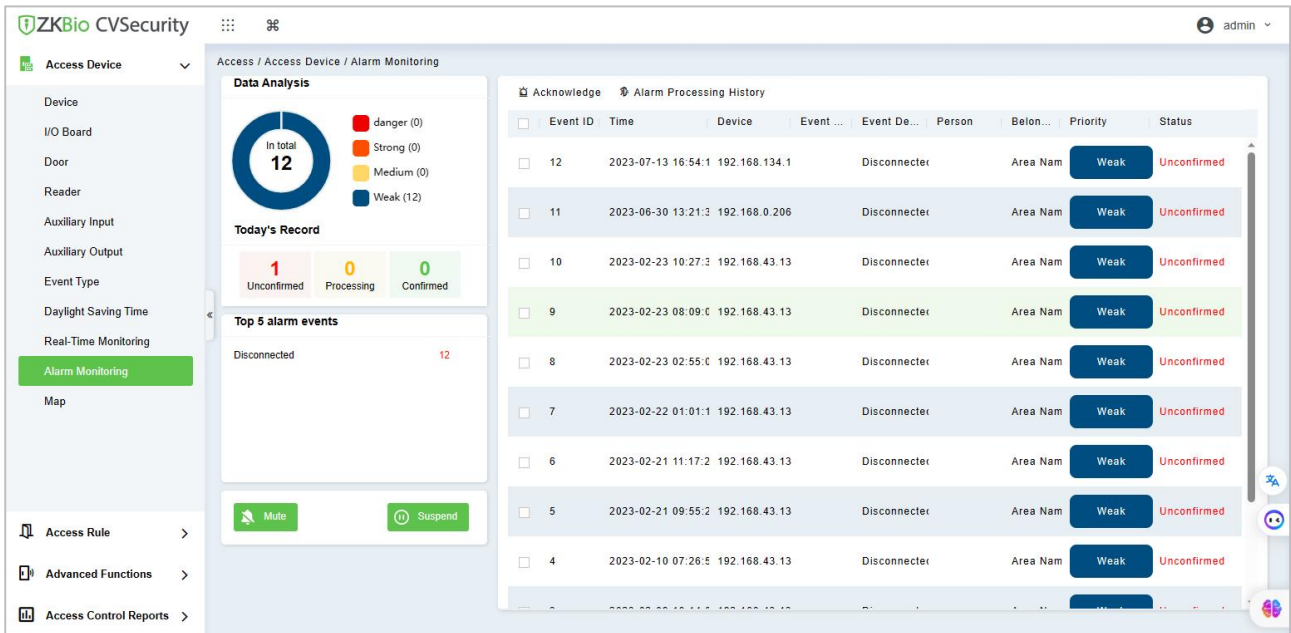 ZKBio CVSecurity
admin
Access Device
Device
I/O Board
Door
Reader
Auxiliary Input
Auxiliary Output
Event Type
Daylight Saving Time
Real-Time Monitoring
Alarm Monitoring
Map
Access Rule
Advanced Functions
Access Control Reports
Access / Access Device / Alarm Monitoring
Data Analysis
In total
12
danger (0)
Strong (0)
Medium (0)
Weak (12)
Today's Record
1 0 0
Unconfirmed Processing Confirmed
Top 5 alarm events
Disconnected 12
Mute Suspend
Acknowledge Alarm Processing History
Event ID Time Device Event ... Event De... Person Belon... Priority Status
12 2023-07-13 16:54:1 192.168.134.1 Disconnected Area Nam Weak Unconfirmed
11 2023-06-30 13:21:3 192.168.0.206 Disconnected Area Nam Weak Unconfirmed
10 2023-02-23 10:27:3 192.168.43.13 Disconnected Area Nam Weak Unconfirmed
9 2023-02-23 08:09:0 192.168.43.13 Disconnected Area Nam Weak Unconfirmed
8 2023-02-23 02:55:0 192.168.43.13 Disconnected Area Nam Weak Unconfirmed
7 2023-02-22 01:01:1 192.168.43.13 Disconnected Area Nam Weak Unconfirmed
6 2023-02-21 11:17:2 192.168.43.13 Disconnected Area Nam Weak Unconfirmed
5 2023-02-21 09:55:2 192.168.43.13 Disconnected Area Nam Weak Unconfirmed
4 2023-02-10 07:26:5 192.168.43.13 Disconnected Area Nam Weak Unconfirmed